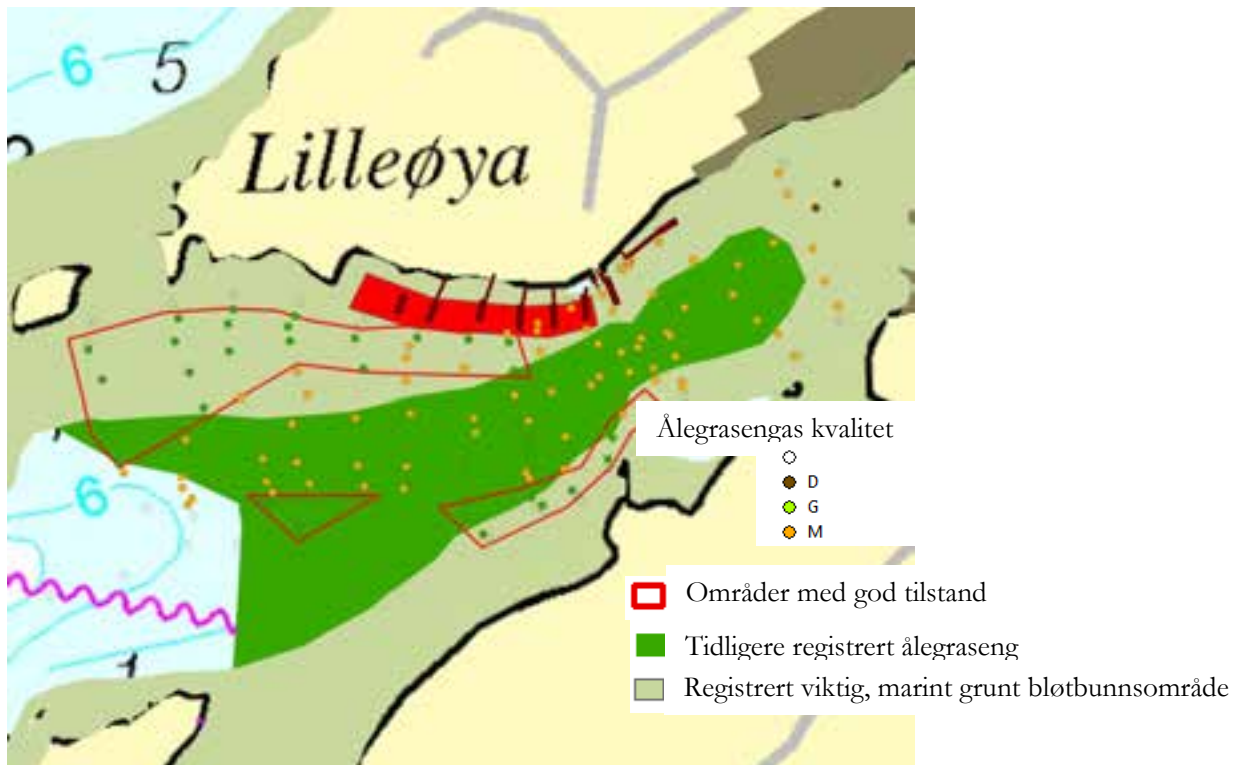 6
5
Lilleøya
Ålegrasengas kvalitet
D
G
M
6
Områder med god tilstand
Tidligere registrert ålegraseng
1
Registrert viktig, marint grunt bløtbunnsområde